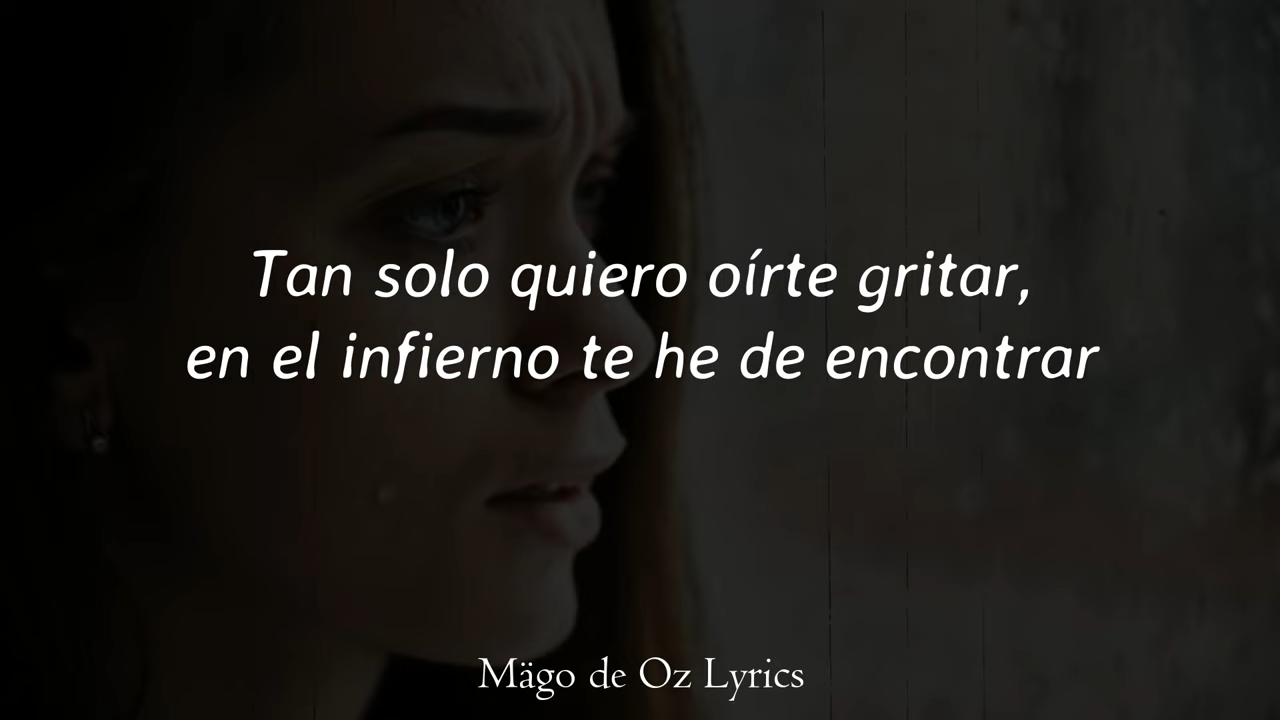 Tan solo quiero oírte gritar,
en el infierno te he de encontrar
Mägo de Oz Lyrics